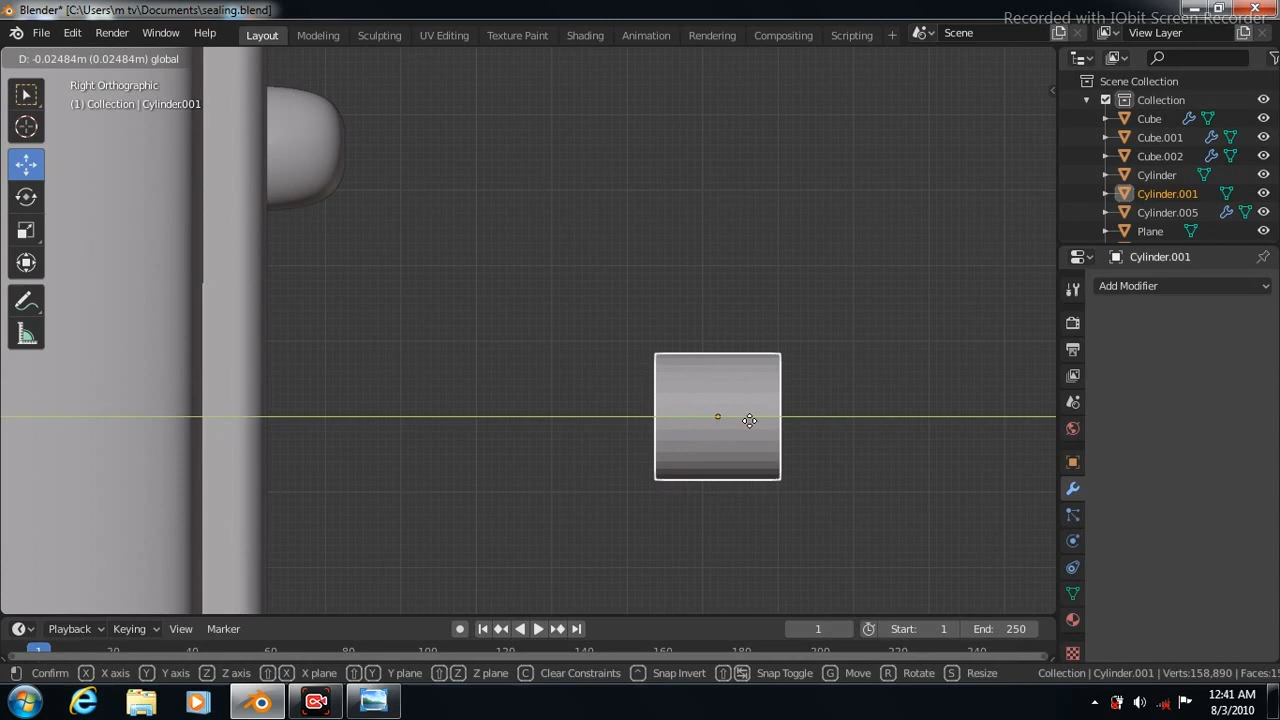 Blender* [C:\Users\m tv\Documents\sealing.blend]
Recorded with IObit Screen Recorder
File Edit Render Window Help Layout Modeling Sculpting UV Editing Texture Paint Shading Animation Rendering Compositing Scripting + Scene View Layer
D: -0.02484m (0.02484m) global
Right Orthographic
(1) Collection | Cylinder.001
Scene Collection
Collection
Cube
Cube.001
Cube.002
Cylinder
Cylinder.001
Cylinder.005
Plane
Cylinder.001
Add Modifier
Playback Keying View Marker 1 Start: 1 End: 250
1 20 40 60 80 100 120 140 160 180 200 220 240
Confirm X X axis Y Y axis Z Z axis X X plane Y Y plane Z Z plane C Clear Constraints Snap Invert Snap Toggle G Move R Rotate S Resize Collection | Cylinder.001 | Verts:158,890 | Faces:15
12:41 AM
8/3/2010